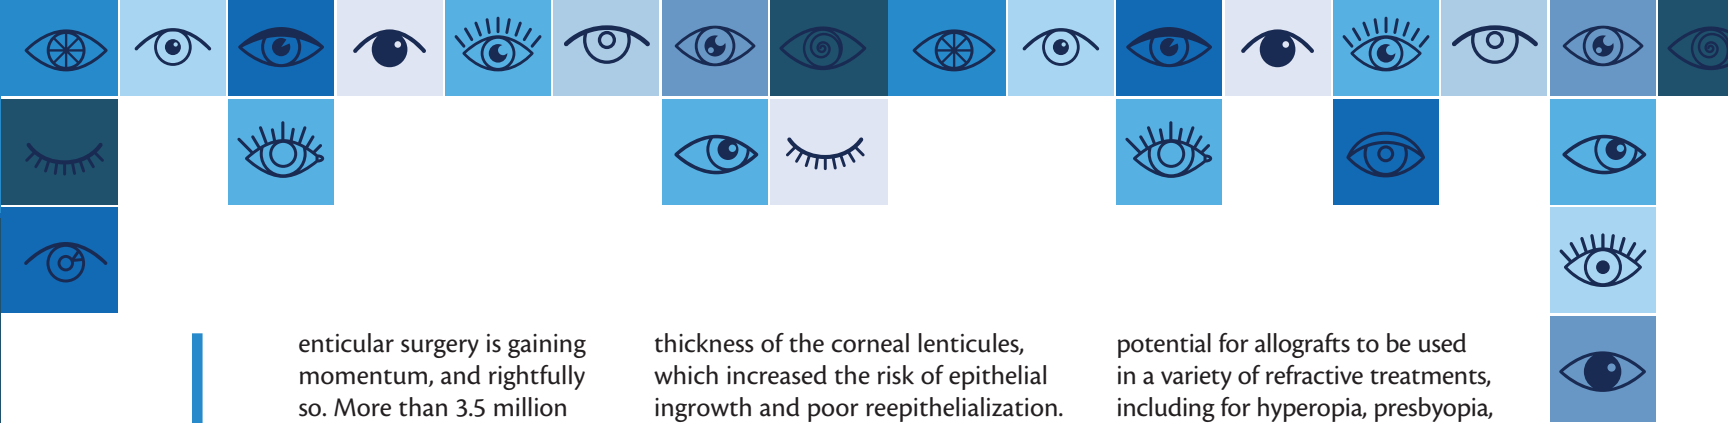 enticular surgery is gaining
momentum, and rightfully
so. More than 3.5 million
thickness of the corneal lenticules,
which increased the risk of epithelial
ingrowth and poor reepithelialization.
potential for allografts to be used
in a variety of refractive treatments,
including for hyperopia, presbyopia,